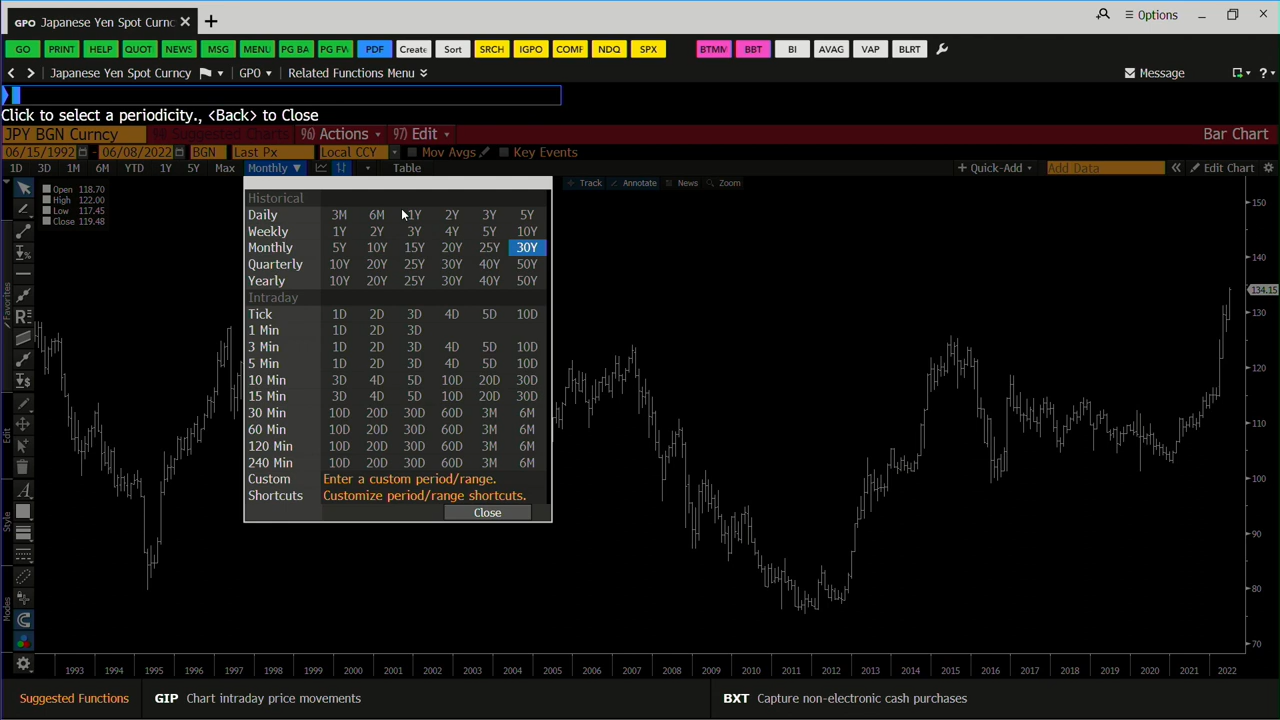 GPO Japanese Yen Spot Curnc × +
Options
GO PRINT HELP QUOT NEWS MSG MENU PG BA PG FW PDF Create Sort SRCH IGPO COMF NDQ SPX BTMM BBT BI AVAG VAP BLRT
Japanese Yen Spot Curncy GPO Related Functions Menu Message ?
Click to select a periodicity., <Back> to Close
JPY BGN Curncy 94) Suggested Charts 96) Actions 97) Edit Bar Chart
06/15/1992 - 06/08/2022 BGN Last Px Local CCY Mov Avgs Key Events
1D 3D 1M 6M YTD 1Y 5Y Max Monthly ▼ Table + Quick-Add Add Data « Edit Chart
Track Annotate News Zoom
Open 118.70
High 122.00
Low 117.45
Close 119.48
Historical
Daily 3M 6M 1Y 2Y 3Y 5Y
Weekly 1Y 2Y 3Y 4Y 5Y 10Y
Monthly 5Y 10Y 15Y 20Y 25Y 30Y
Quarterly 10Y 20Y 25Y 30Y 40Y 50Y
Yearly 10Y 20Y 25Y 30Y 40Y 50Y
Intraday
Tick 1D 2D 3D 4D 5D 10D
1 Min 1D 2D 3D
3 Min 1D 2D 3D 4D 5D 10D
5 Min 1D 2D 3D 4D 5D 10D
10 Min 3D 4D 5D 10D 20D 30D
15 Min 3D 4D 5D 10D 20D 30D
30 Min 10D 20D 30D 60D 3M 6M
60 Min 10D 20D 30D 60D 3M 6M
120 Min 10D 20D 30D 60D 3M 6M
240 Min 10D 20D 30D 60D 3M 6M
Custom Enter a custom period/range.
Shortcuts Customize period/range shortcuts.
Close
Favorites
Edit
Style
Modes
150
140
134.15
130
120
110
100
90
80
70
1993 1994 1995 1996 1997 1998 1999 2000 2001 2002 2003 2004 2005 2006 2007 2008 2009 2010 2011 2012 2013 2014 2015 2016 2017 2018 2019 2020 2021 2022
Suggested Functions GIP Chart intraday price movements BXT Capture non-electronic cash purchases